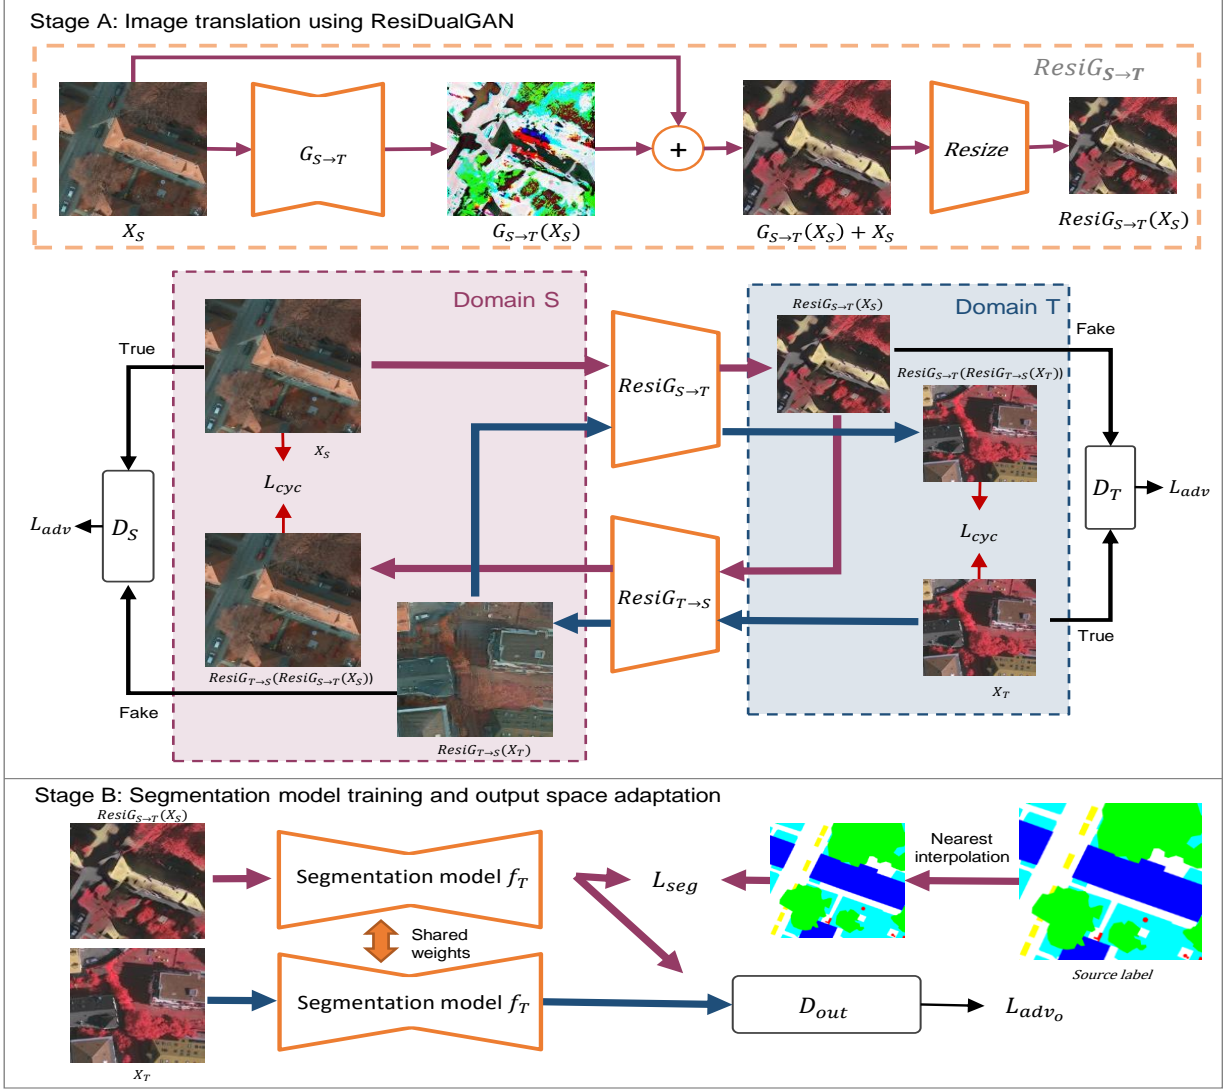 Stage A: Image translation using ResiDualGAN
ResiG_{S→T}
G_{S→T}
+
Resize
X_S
G_{S→T}(X_S)
G_{S→T}(X_S) + X_S
ResiG_{S→T}(X_S)
Domain S
Domain T
ResiG_{S→T}(X_S)
True
Fake
ResiG_{S→T}
ResiG_{S→T}(ResiG_{T→S}(X_T))
X_S
L_{cyc}
D_S
L_{adv}
D_T
L_{adv}
L_{cyc}
ResiG_{T→S}
True
ResiG_{T→S}(ResiG_{S→T}(X_S))
X_T
Fake
ResiG_{T→S}(X_T)
Stage B: Segmentation model training and output space adaptation
ResiG_{S→T}(X_S)
Segmentation model f_T
L_{seg}
Nearest
interpolation
Shared
weights
Source label
Segmentation model f_T
D_{out}
L_{adv_o}
X_T